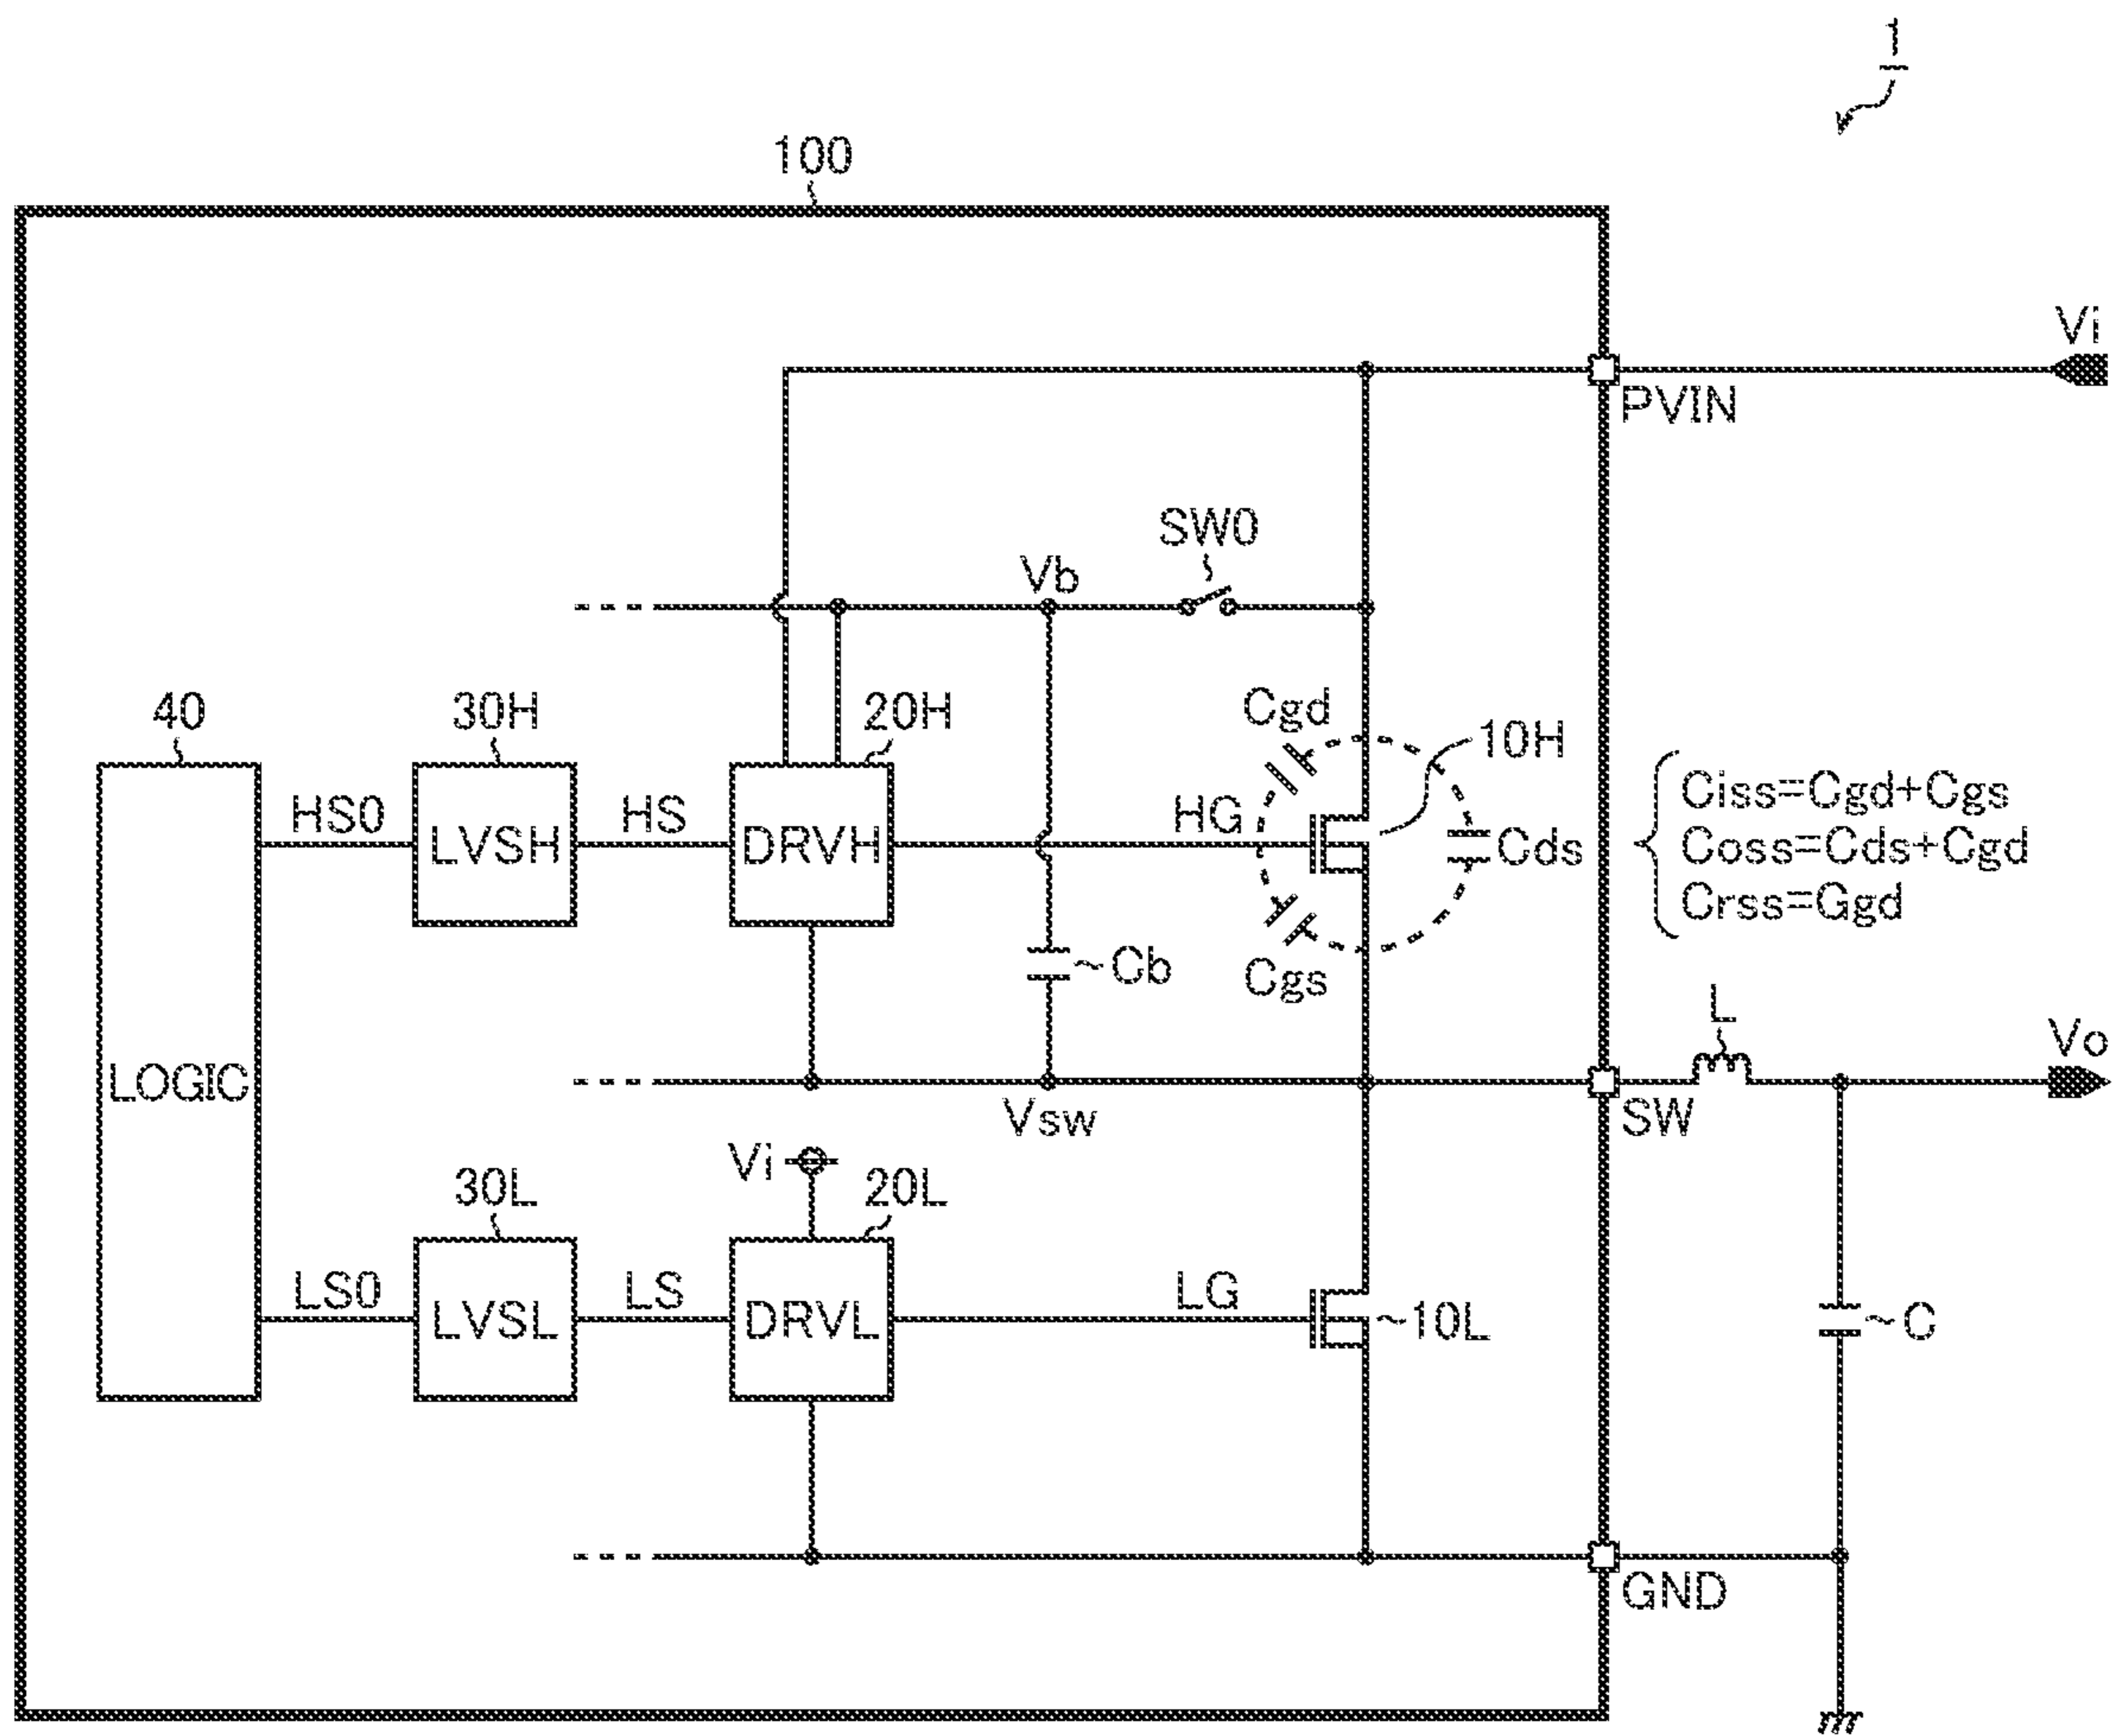 1
100
Vi
PVIN
SW0
Vb
40
30H
20H
Cgd
10H
HS0
LVSH
HS
DRVH
HG
Cds
Ciss=Cgd+Cgs
Coss=Cds+Cgd
Crss=Ggd
Cb
Cgs
L
Vo
LOGIC
Vsw
SW
Vi
30L
20L
LS0
LVSL
LS
DRVL
LG
10L
C
GND